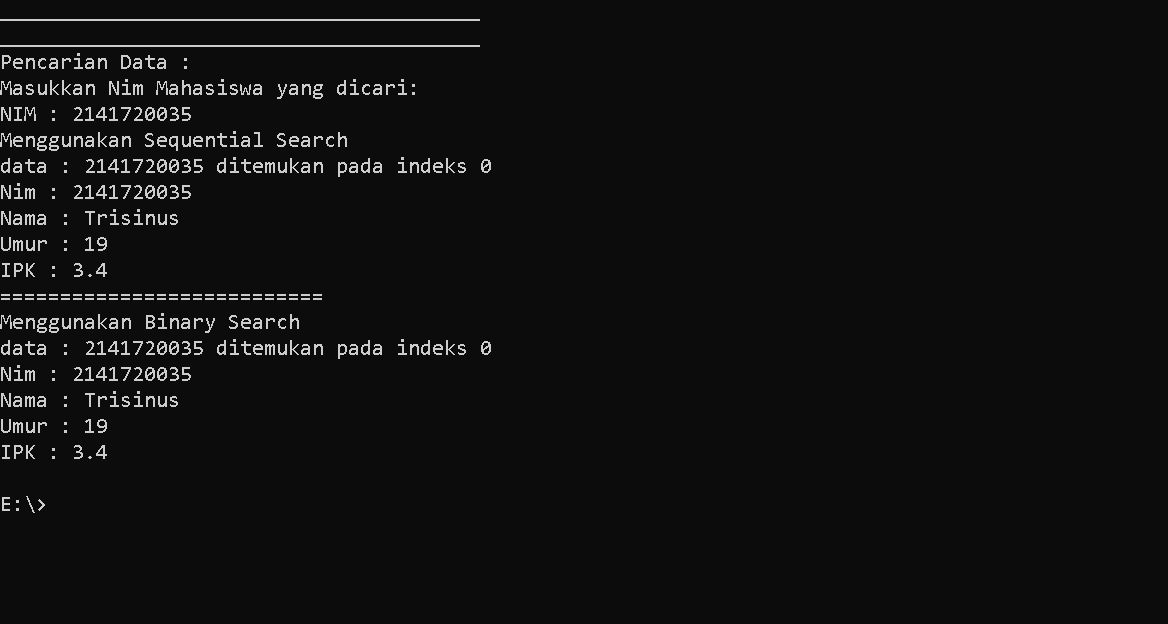 Pencarian Data :
Masukkan Nim Mahasiswa yang dicari:
NIM : 2141720035
Menggunakan Sequential Search
data : 2141720035 ditemukan pada indeks 0
Nim : 2141720035
Nama : Trisinus
Umur : 19
IPK : 3.4
===========================
Menggunakan Binary Search
data : 2141720035 ditemukan pada indeks 0
Nim : 2141720035
Nama : Trisinus
Umur : 19
IPK : 3.4
E:\>